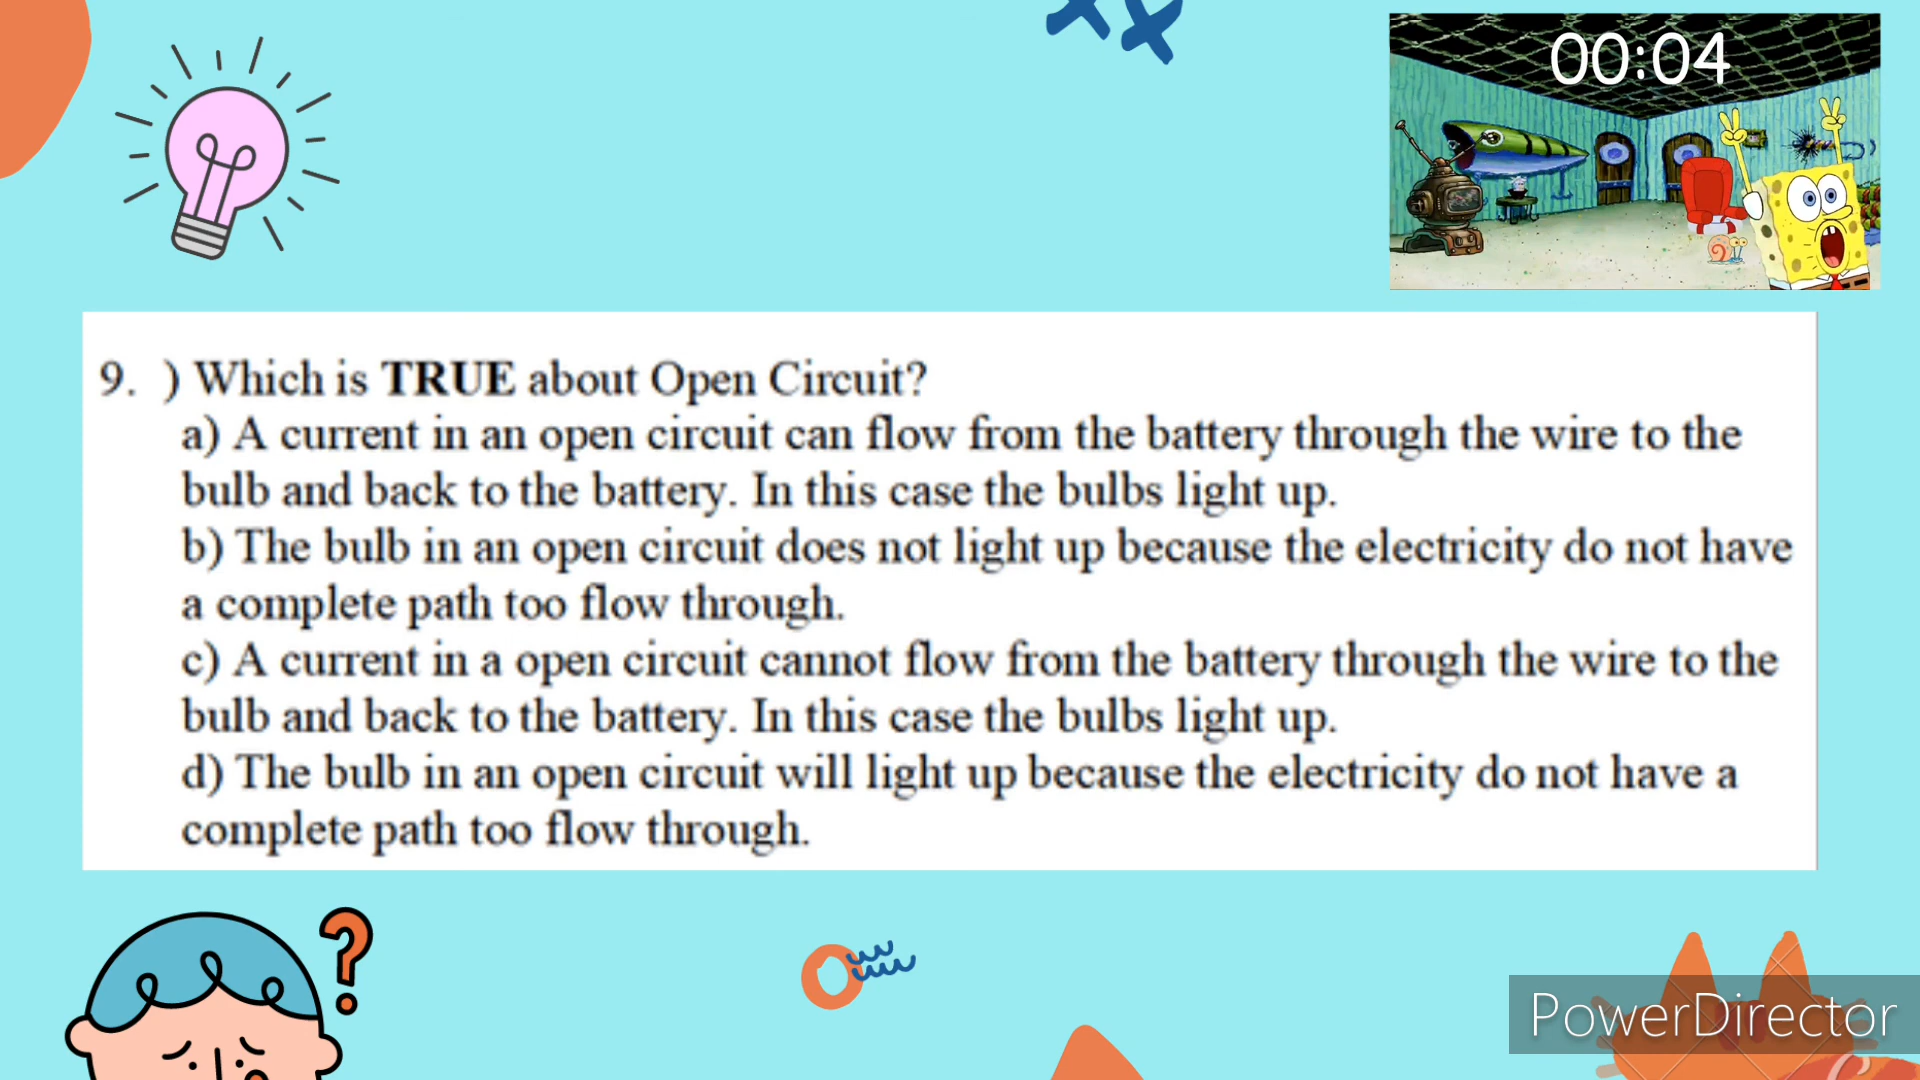 00:04
9. ) Which is TRUE about Open Circuit?
a) A current in an open circuit can flow from the battery through the wire to the
bulb and back to the battery. In this case the bulbs light up.
b) The bulb in an open circuit does not light up because the electricity do not have
a complete path too flow through.
c) A current in a open circuit cannot flow from the battery through the wire to the
bulb and back to the battery. In this case the bulbs light up.
d) The bulb in an open circuit will light up because the electricity do not have a
complete path too flow through.
?
PowerDirector